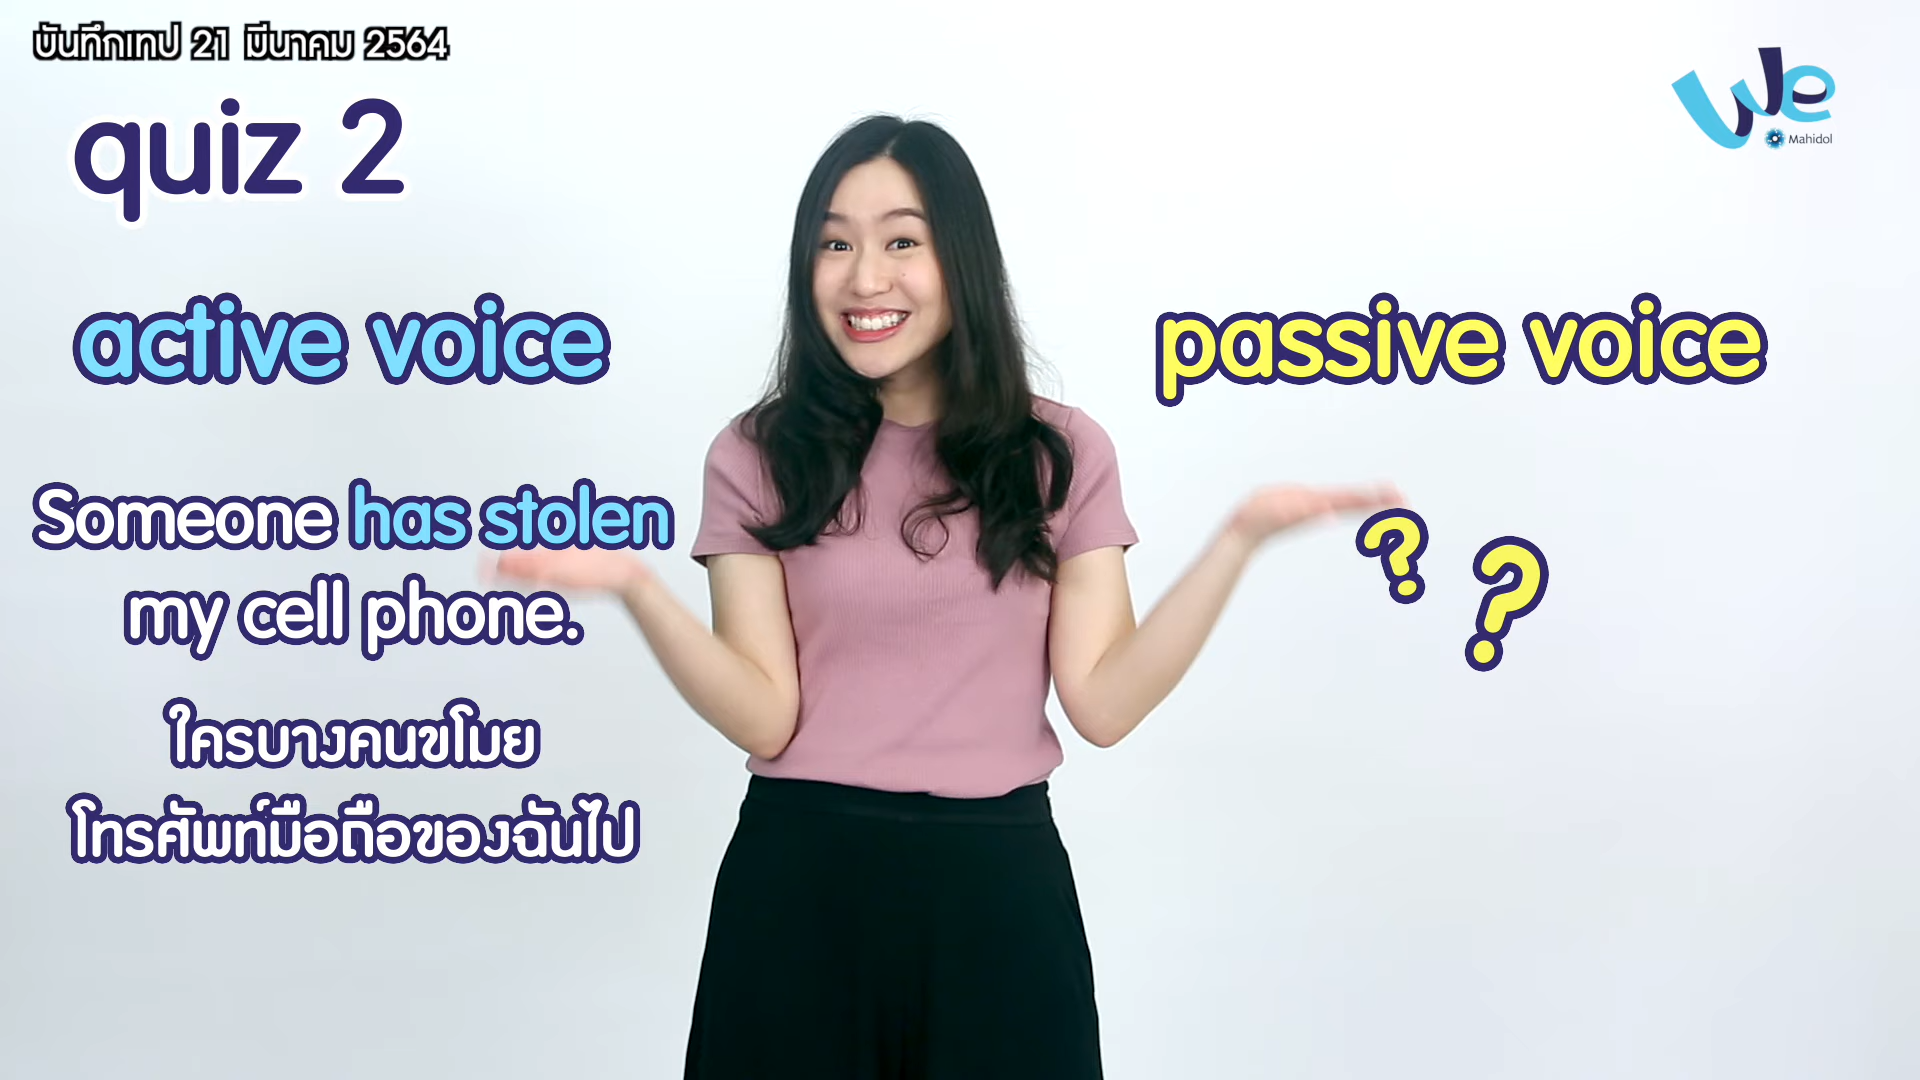 บันทึกเทป 21 มีนาคม 2564
We
Mahidol
quiz 2
active voice
passive voice
Someone has stolen
my cell phone.
? ?
ใครบางคนขโมย
โทรศัพท์มือถือของฉันไป